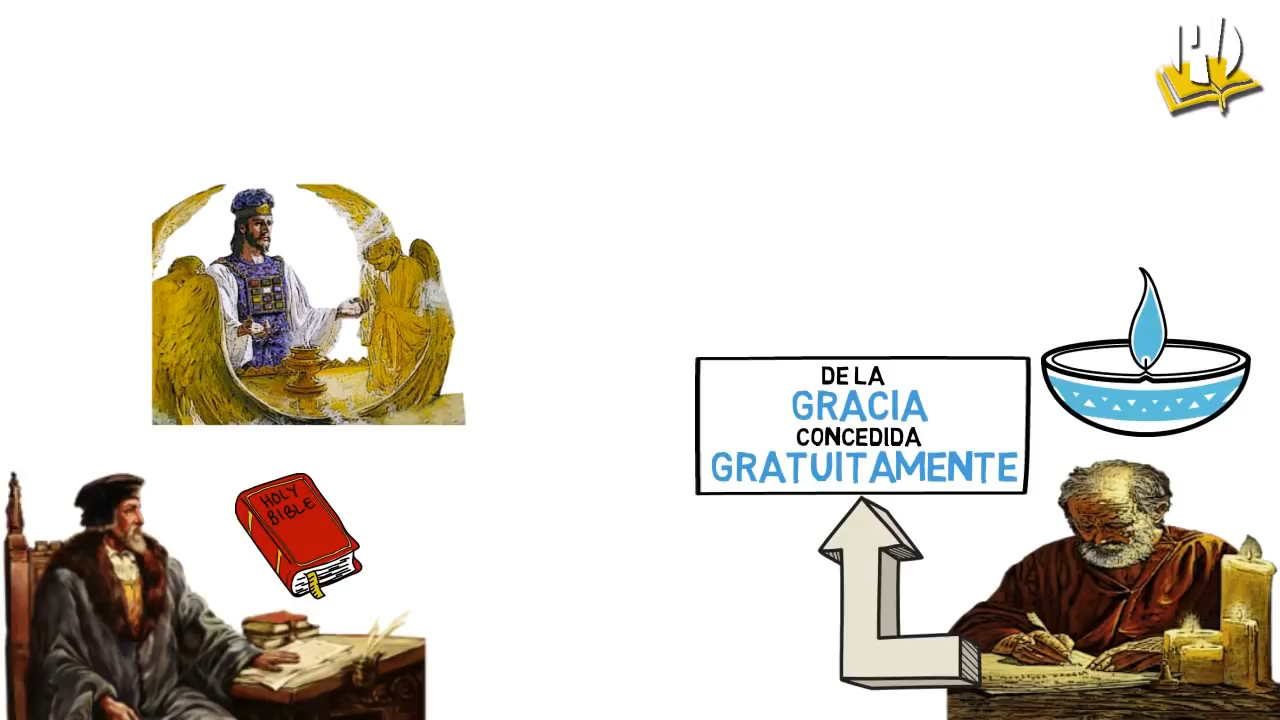 HOLY
BIBLE
DE LA
GRACIA
CONCEDIDA
GRATUITAMENTE